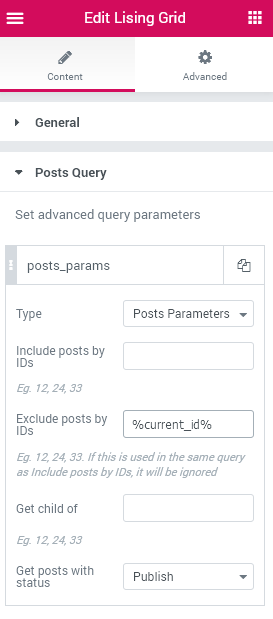 Edit Lising Grid
Content
Advanced
General
Posts Query
Set advanced query parameters
posts_params
Type
Posts Parameters
Include posts by
IDs
Eg. 12, 24, 33
Exclude posts by
IDs
%current_id%
Eg. 12, 24, 33. If this is used in the same query
as Include posts by IDs, it will be ignored
Get child of
Eg. 12, 24, 33
Get posts with
status
Publish